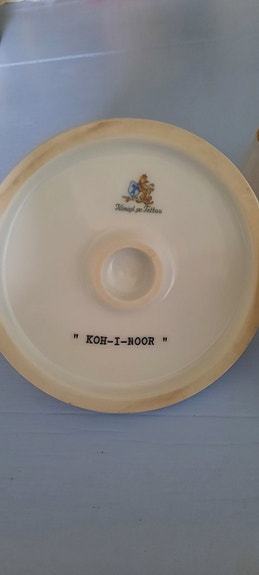 Königl. pr. Tettau
" KOH-I-NOOR "